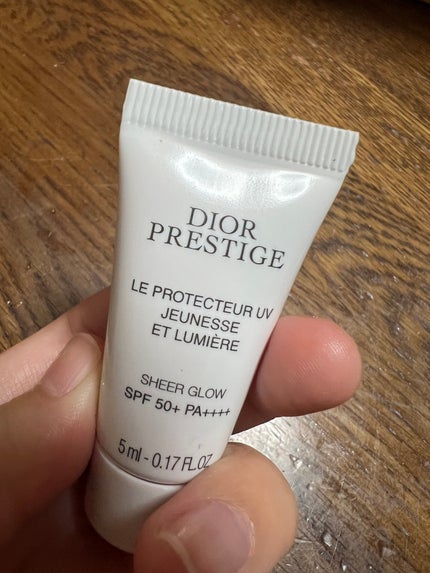 DIOR
PRESTIGE
LE PROTECTEUR UV
JEUNESSE
ET LUMIÈRE
SHEER GLOW
SPF 50+ PA++++
5 ml - 0.17 FL.OZ